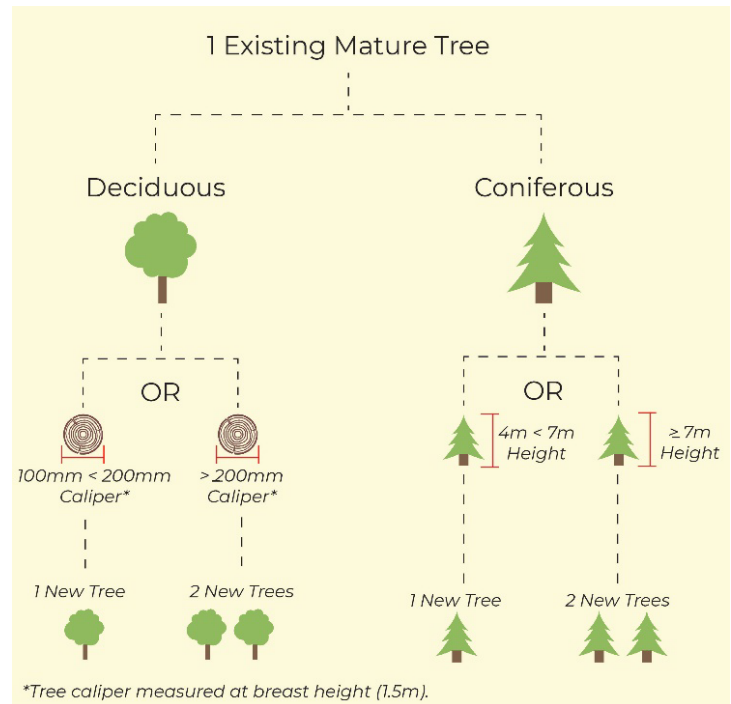 1 Existing Mature Tree
Deciduous
Coniferous
OR
OR
100mm < 200mm
Caliper*
≥200mm
Caliper*
4m < 7m
Height
≥7m
Height
1 New Tree
2 New Trees
1 New Tree
2 New Trees
*Tree caliper measured at breast height (1.5m).